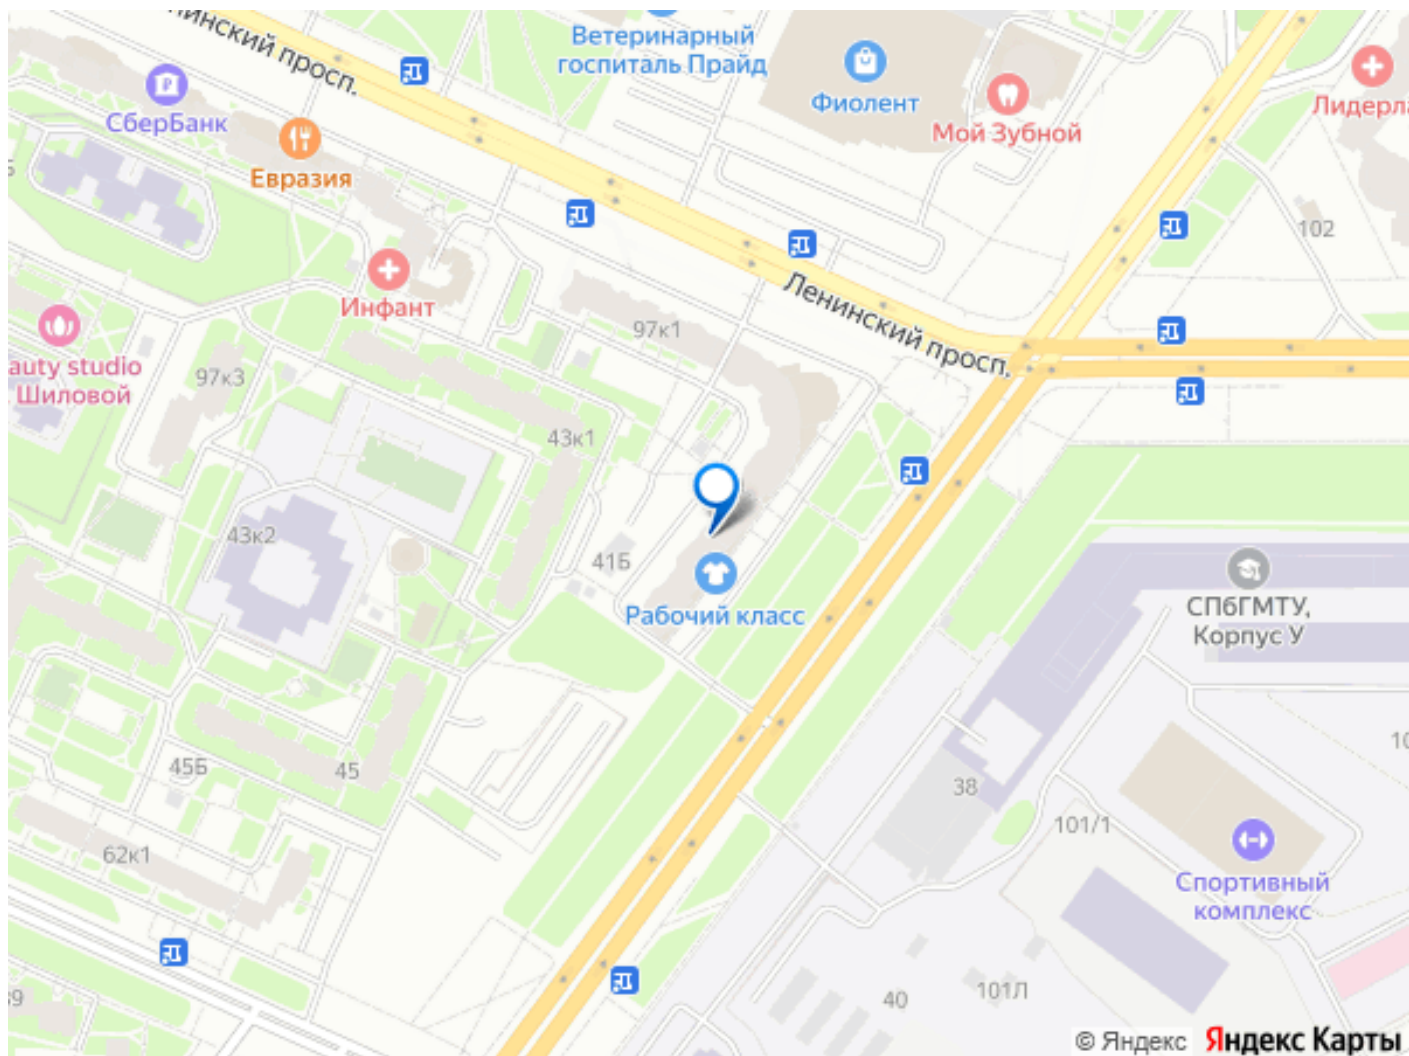 Ленинский просп.
Ветеринарный
госпиталь Прайд
Фиолент
Мой Зубной
СберБанк
Евразия
102
Инфант
Ленинский просп.
97к1
97к3
auty studio
Шиловой
43к1
43к2
41Б
Рабочий класс
СПбГМТУ,
Корпус У
45Б
45
38
101/1
62к1
Спортивный
комплекс
40
101Л
© Яндекс Яндекс Карты